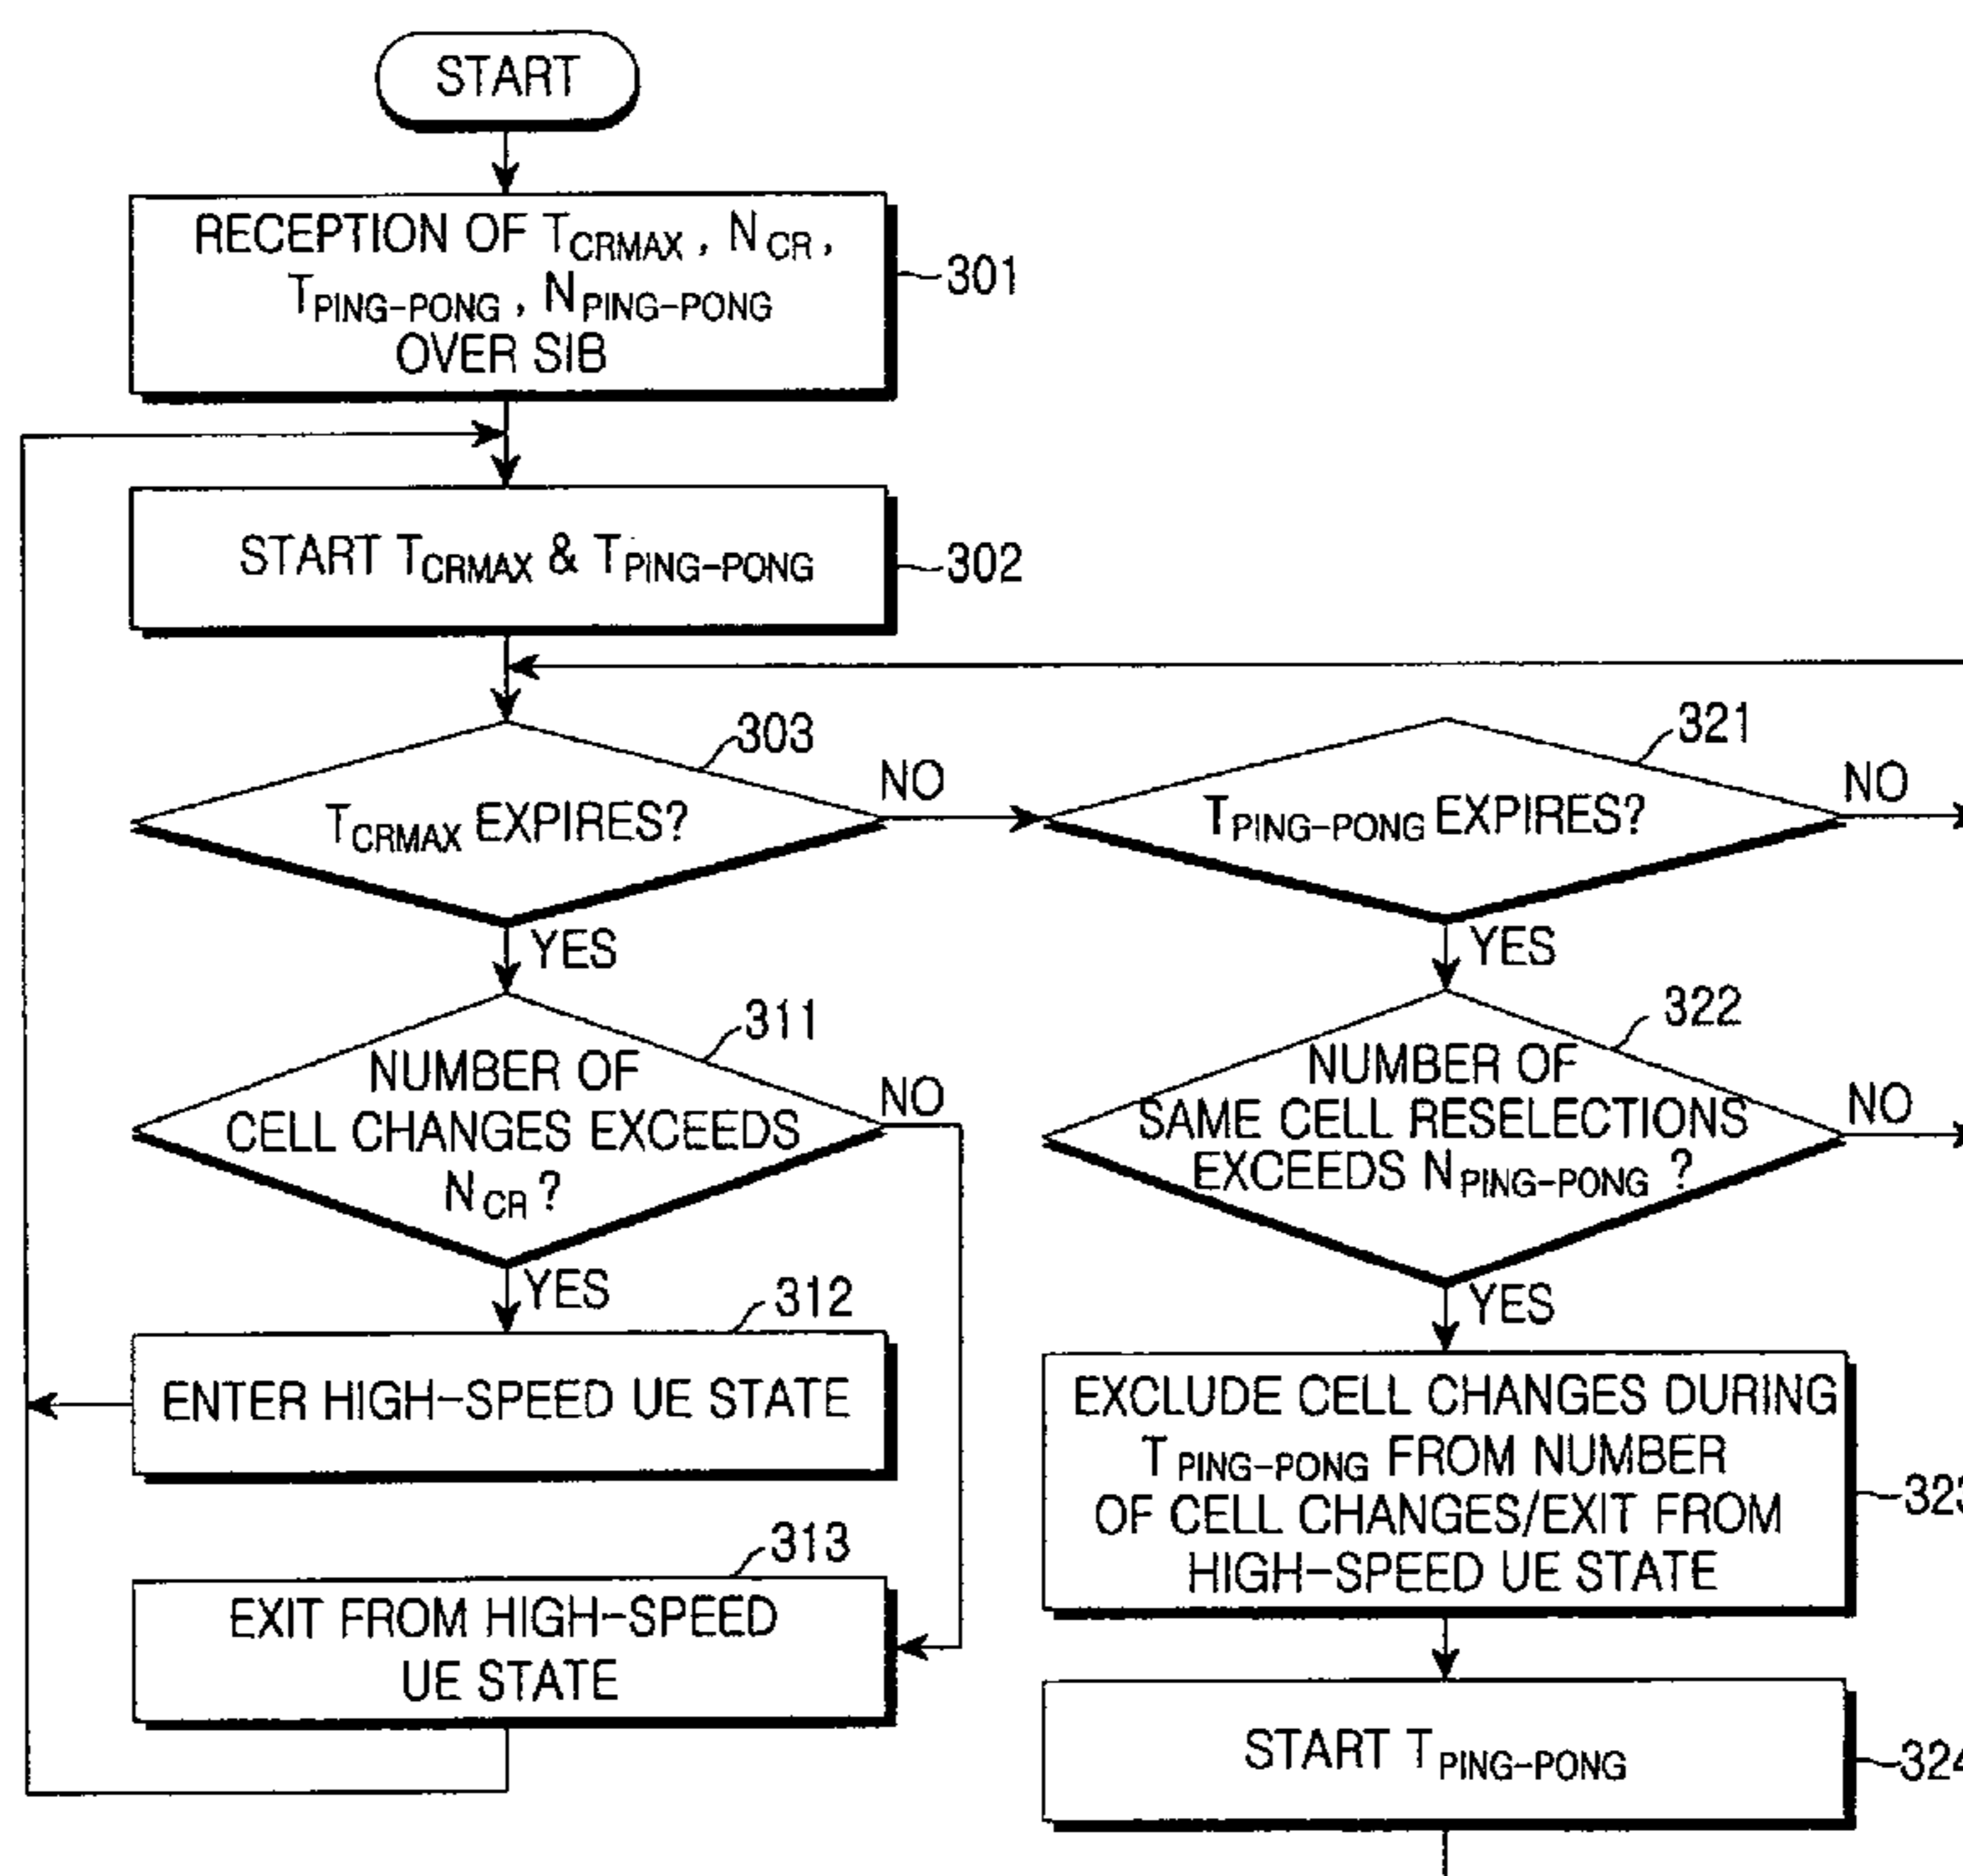 START
RECEPTION OF TCRMAX, NCR,
TPING-PONG, NPING-PONG
OVER SIB
301
START TCRMAX & TPING-PONG
302
303
TCRMAX EXPIRES?
NO
YES
321
TPING-PONG EXPIRES?
NO
YES
311
NUMBER OF
CELL CHANGES EXCEEDS
NCR?
NO
YES
322
NUMBER OF
SAME CELL RESELECTIONS
EXCEEDS NPING-PONG?
NO
YES
312
ENTER HIGH-SPEED UE STATE
313
EXIT FROM HIGH-SPEED
UE STATE
EXCLUDE CELL CHANGES DURING
TPING-PONG FROM NUMBER
OF CELL CHANGES/EXIT FROM
HIGH-SPEED UE STATE
323
START TPING-PONG
324